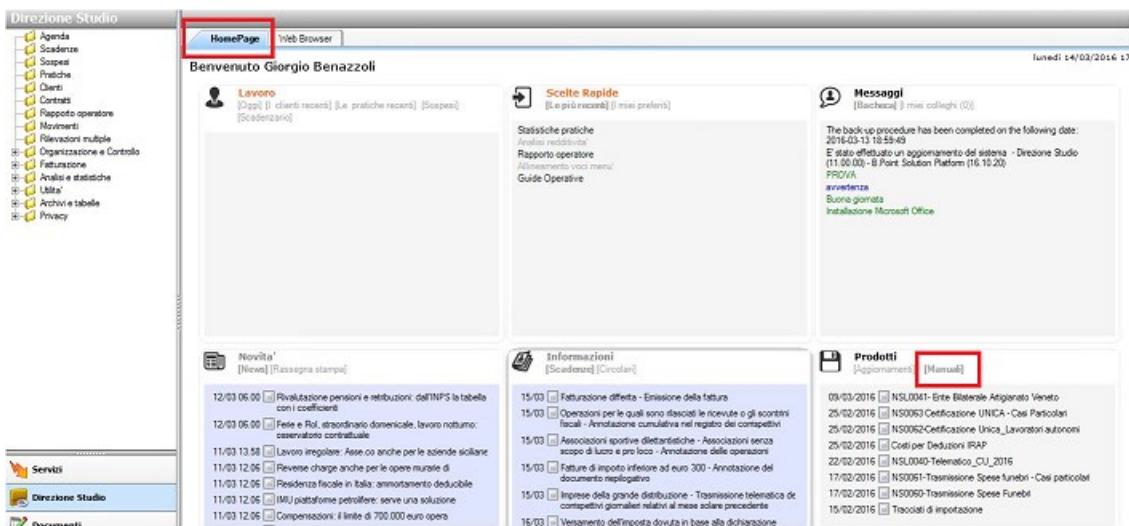 Direzione Studio
Agenda
Scadenze
Sospesi
Pratiche
Clienti
Contratti
Rapporto operatore
Movimenti
Rilevazioni multiple
Organizzazione e Controllo
Fatturazione
Analisi e statistiche
Utilita'
Archivi e tabelle
Privacy
Servizi
Direzione Studio
Documenti
HomePage
Web Browser
Benvenuto Giorgio Benazzoli
lunedì 14/03/2016 17
Lavoro
[Oggi] [I clienti recenti] [Le pratiche recenti] [Sospesi]
[Scadenzario]
Scelte Rapide
[Le più recenti] [I miei preferiti]
Statistiche pratiche
Analisi redditivita'
Rapporto operatore
Allineamento voci menu'
Guide Operative
Messaggi
[Bacheca] [I miei colleghi (0)]
The back-up procedure has been completed on the following date:
2016-03-13 18:59:49
E' stato effettuato un aggiornamento del sistema - Direzione Studio
(11.00.00) - B.Point Solution Platform (16.10.20)
PROVA
avvertenza
Buona giornata
Installazione Microsoft Office
Novita'
[News] [Rassegna stampa]
12/03 06.00 Rivalutazione pensioni e retribuzioni: dall'INPS la tabella
con i coefficienti
12/03 06.00 Ferie e Rol, straordinario domenicale, lavoro notturno:
osservatorio contrattuale
11/03 13.58 Lavoro irregolare: Asse.co anche per le aziende siciliane
11/03 12.06 Reverse charge anche per le opere murarie di
11/03 12.06 Residenza fiscale in Italia: ammortamento deducibile
11/03 12.06 IMU piattaforme petrolifere: serve una soluzione
11/03 12.06 Compensazioni: il limite di 700.000 euro opera
Informazioni
[Scadenze] [Circolari]
15/03 Fatturazione differita - Emissione della fattura
15/03 Operazioni per le quali sono rilasciati le ricevute o gli scontrini
fiscali - Annotazione cumulativa nel registro dei corrispettivi
15/03 Associazioni sportive dilettantistiche - Associazioni senza
scopo di lucro e pro loco - Annotazione delle operazioni
15/03 Fatture di importo inferiore ad euro 300 - Annotazione del
documento riepilogativo
15/03 Imprese della grande distribuzione - Trasmissione telematica dei
corrispettivi giornalieri relativi al mese solare precedente
16/03 Versamento dell'imposta dovuta in base alla dichiarazione
Prodotti
[Aggiornamenti] [Manuali]
09/03/2016 NSL0041- Ente Bilaterale Artigianato Veneto
25/02/2016 NS0063 Certificazione UNICA - Casi Particolari
25/02/2016 NS0062-Certificazione Unica_Lavoratori autonomi
25/02/2016 Costi per Deduzioni IRAP
22/02/2016 NSL0040-Telematico_CU_2016
17/02/2016 NS0061-Trasmissione Spese funebri - Casi particolari
17/02/2016 NS0060-Trasmissione Spese Funebri
15/02/2016 Tracciati di importazione